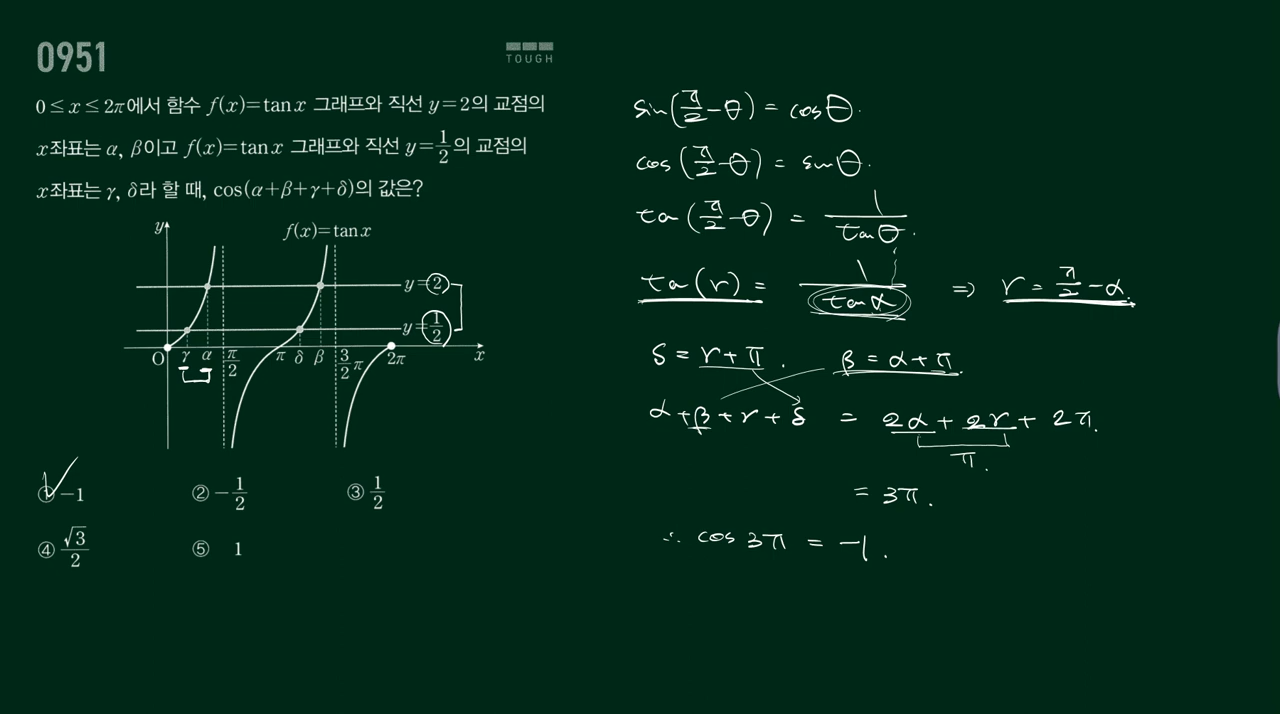 0951
TOUGH
0≤x≤2π에서 함수 f(x)=tan x 그래프와 직선 y=2의 교점의
x좌표는 α, β이고 f(x)=tan x 그래프와 직선 y=1/2의 교점의
x좌표는 γ, δ라 할 때, cos(α+β+γ+δ)의 값은?
y
f(x)=tan x
y=2
y=1/2
O γ α π/2 π δ β 3/2π 2π x
① -1 ② -1/2 ③ 1/2
④ √3/2 ⑤ 1
sin(π/2-θ) = cosθ.
cos(π/2-θ) = sinθ.
tan(π/2-θ) = 1/tanθ.
tan(γ) = 1/tanα ⇒ γ = π/2-α.
δ = γ+π. β = α+π.
α+β+γ+δ = 2α+2γ+2π.
π.
= 3π.
∴ cos 3π = -1.